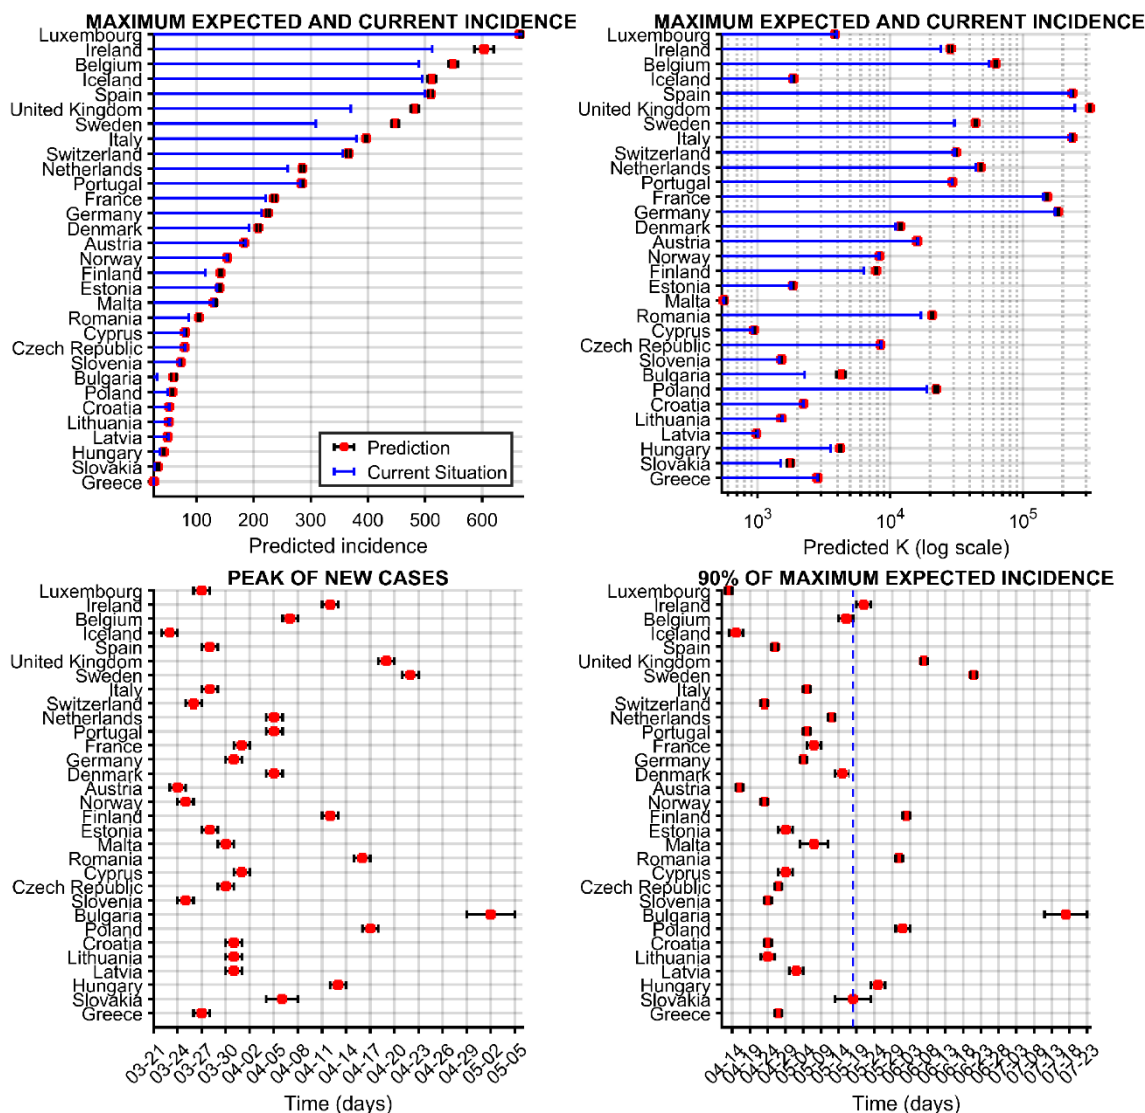 MAXIMUM EXPECTED AND CURRENT INCIDENCE
Luxembourg
Ireland
Belgium
Iceland
Spain
United Kingdom
Sweden
Italy
Switzerland
Netherlands
Portugal
France
Germany
Denmark
Austria
Norway
Finland
Estonia
Malta
Romania
Cyprus
Czech Republic
Slovenia
Bulgaria
Poland
Croatia
Lithuania
Latvia
Hungary
Slovakia
Greece
Prediction
Current Situation
100 200 300 400 500 600
Predicted incidence
MAXIMUM EXPECTED AND CURRENT INCIDENCE
Luxembourg
Ireland
Belgium
Iceland
Spain
United Kingdom
Sweden
Italy
Switzerland
Netherlands
Portugal
France
Germany
Denmark
Austria
Norway
Finland
Estonia
Malta
Romania
Cyprus
Czech Republic
Slovenia
Bulgaria
Poland
Croatia
Lithuania
Latvia
Hungary
Slovakia
Greece
10³ 10⁴ 10⁵
Predicted K (log scale)
PEAK OF NEW CASES
Luxembourg
Ireland
Belgium
Iceland
Spain
United Kingdom
Sweden
Italy
Switzerland
Netherlands
Portugal
France
Germany
Denmark
Austria
Norway
Finland
Estonia
Malta
Romania
Cyprus
Czech Republic
Slovenia
Bulgaria
Poland
Croatia
Lithuania
Latvia
Hungary
Slovakia
Greece
03-21 03-24 03-27 03-30 04-02 04-05 04-08 04-11 04-14 04-17 04-20 04-23 04-26 04-29 05-02 05-05
Time (days)
90% OF MAXIMUM EXPECTED INCIDENCE
Luxembourg
Ireland
Belgium
Iceland
Spain
United Kingdom
Sweden
Italy
Switzerland
Netherlands
Portugal
France
Germany
Denmark
Austria
Norway
Finland
Estonia
Malta
Romania
Cyprus
Czech Republic
Slovenia
Bulgaria
Poland
Croatia
Lithuania
Latvia
Hungary
Slovakia
Greece
04-14 04-19 04-24 04-29 05-04 05-09 05-14 05-19 05-24 05-29 06-03 06-08 06-13 06-18 06-23 06-28 07-03 07-08 07-13 07-18 07-23
Time (days)